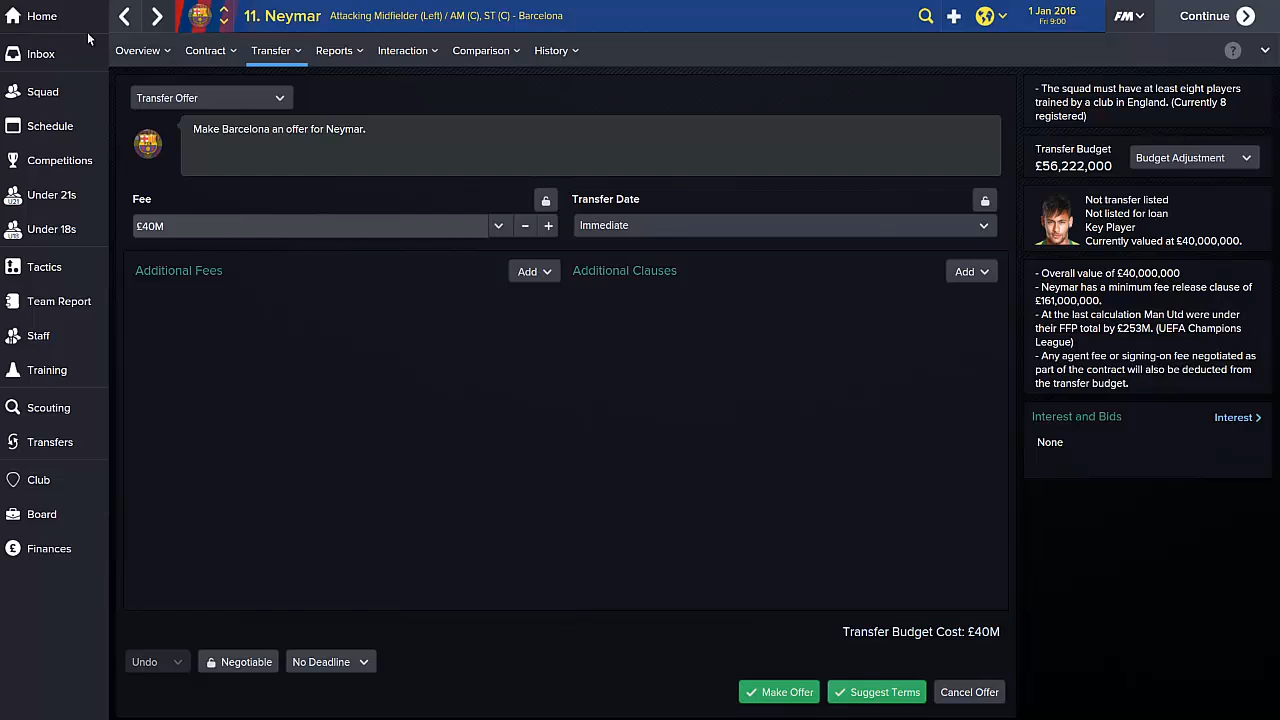 Home
11. Neymar
Attacking Midfielder (Left) / AM (C), ST (C) - Barcelona
1 Jan 2016
Fri 9:00
FM
Continue
Inbox
Squad
Schedule
Competitions
U21
Under 21s
U18
Under 18s
Tactics
Team Report
Staff
Training
Scouting
Transfers
Club
Board
£
Finances
Overview
Contract
Transfer
Reports
Interaction
Comparison
History
?
Transfer Offer
Make Barcelona an offer for Neymar.
Fee
£40M
Transfer Date
Immediate
Additional Fees
Add
Additional Clauses
Add
Transfer Budget Cost: £40M
Undo
Negotiable
No Deadline
Make Offer
Suggest Terms
Cancel Offer
- The squad must have at least eight players
trained by a club in England. (Currently 8
registered)
Transfer Budget
£56,222,000
Budget Adjustment
Not transfer listed
Not listed for loan
Key Player
Currently valued at £40,000,000.
- Overall value of £40,000,000
- Neymar has a minimum fee release clause of
£161,000,000.
- At the last calculation Man Utd were under
their FFP total by £253M. (UEFA Champions
League)
- Any agent fee or signing-on fee negotiated as
part of the contract will also be deducted from
the transfer budget.
Interest and Bids
Interest >
None